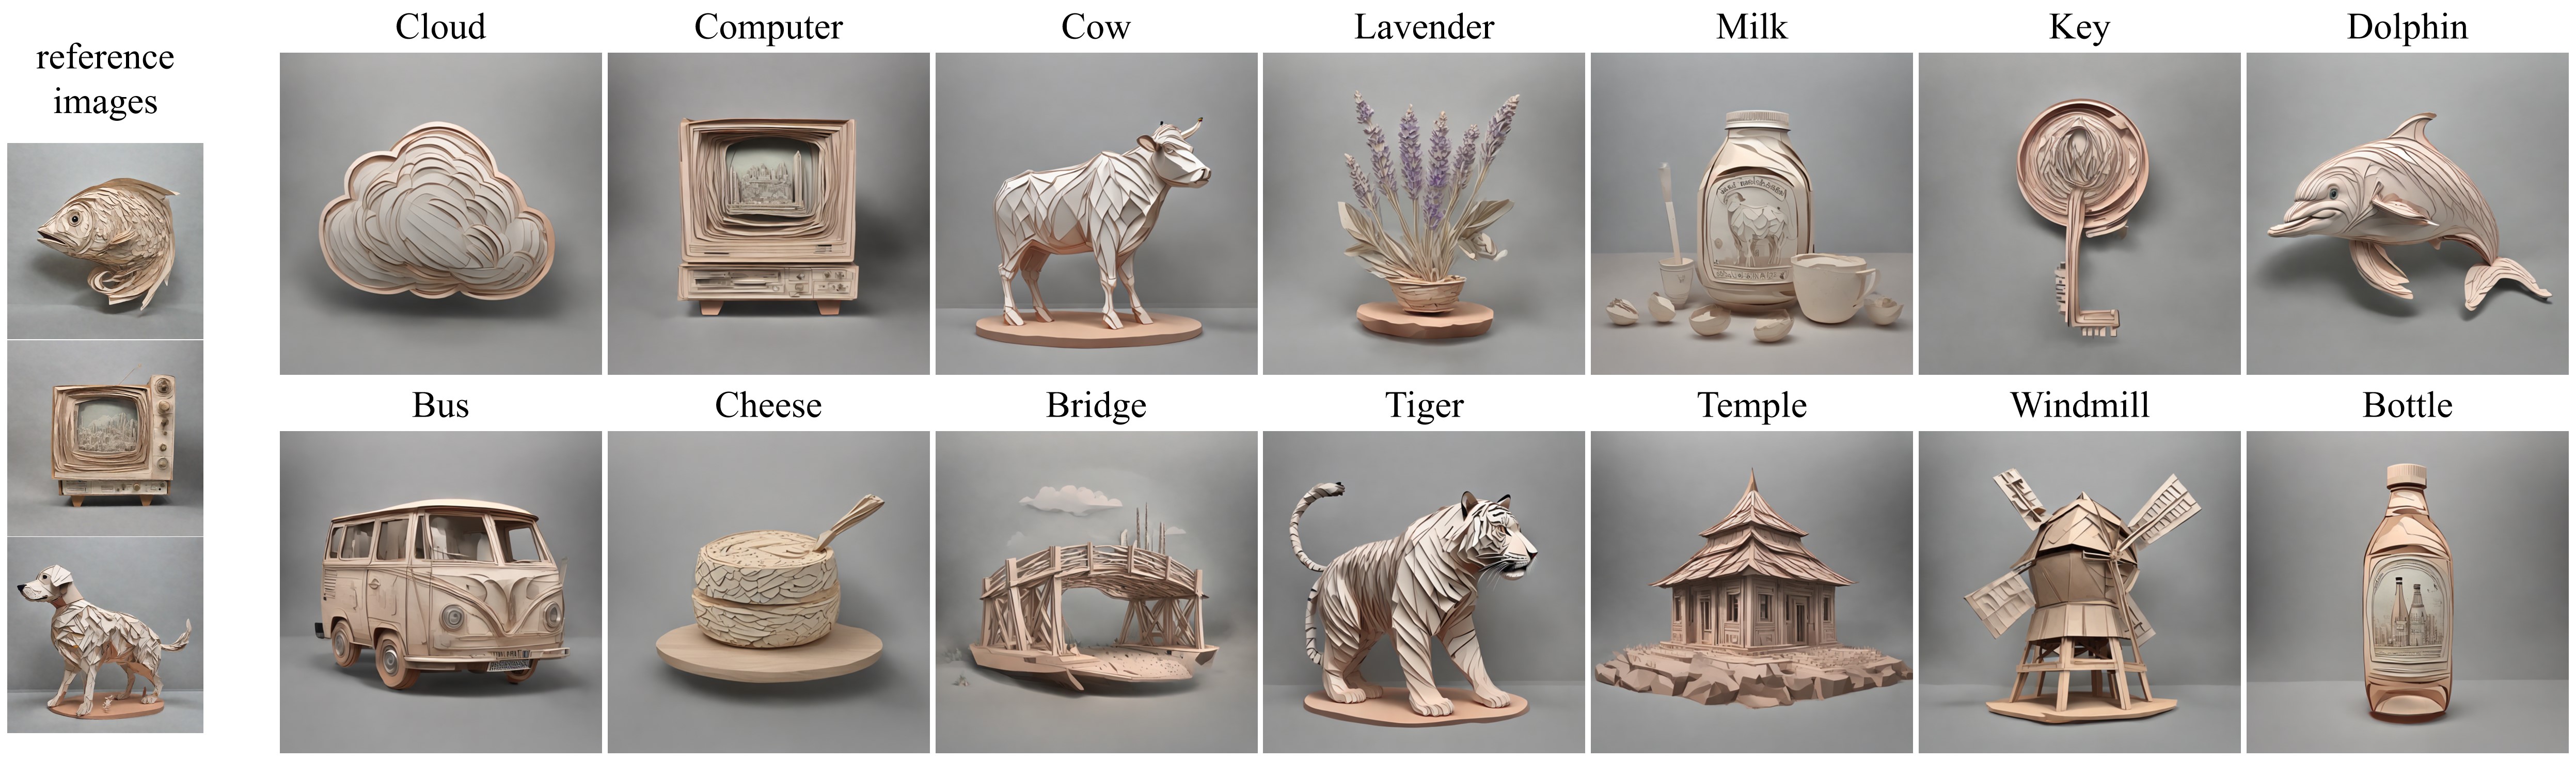 reference
images
Cloud
Computer
Cow
Lavender
Milk
Key
Dolphin
Bus
Cheese
Bridge
Tiger
Temple
Windmill
Bottle